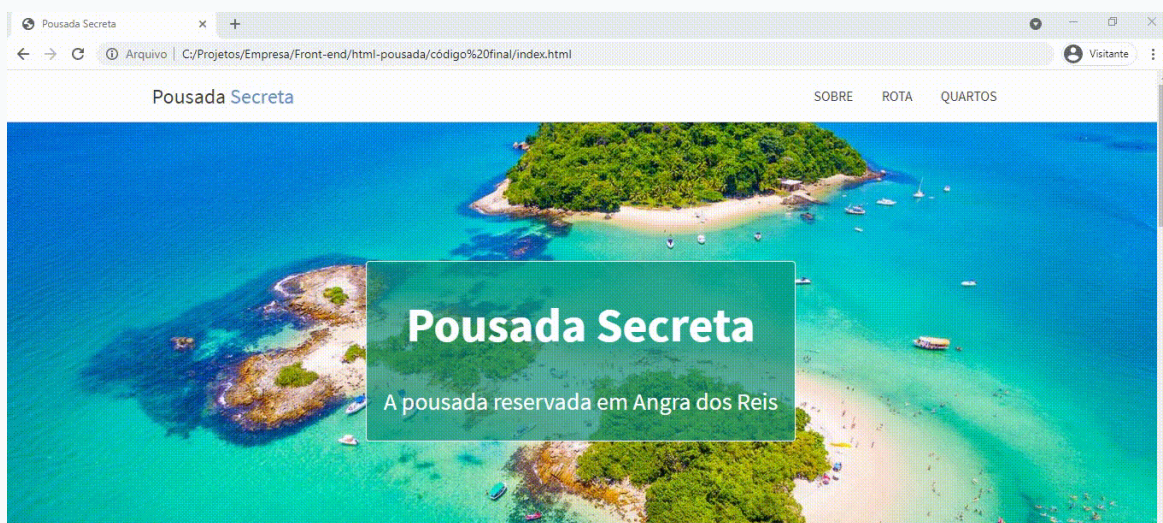 Pousada Secreta
Arquivo C:/Projetos/Empresa/Front-end/html-pousada/código%20final/index.html Visitante
Pousada Secreta SOBRE ROTA QUARTOS
Pousada Secreta
A pousada reservada em Angra dos Reis